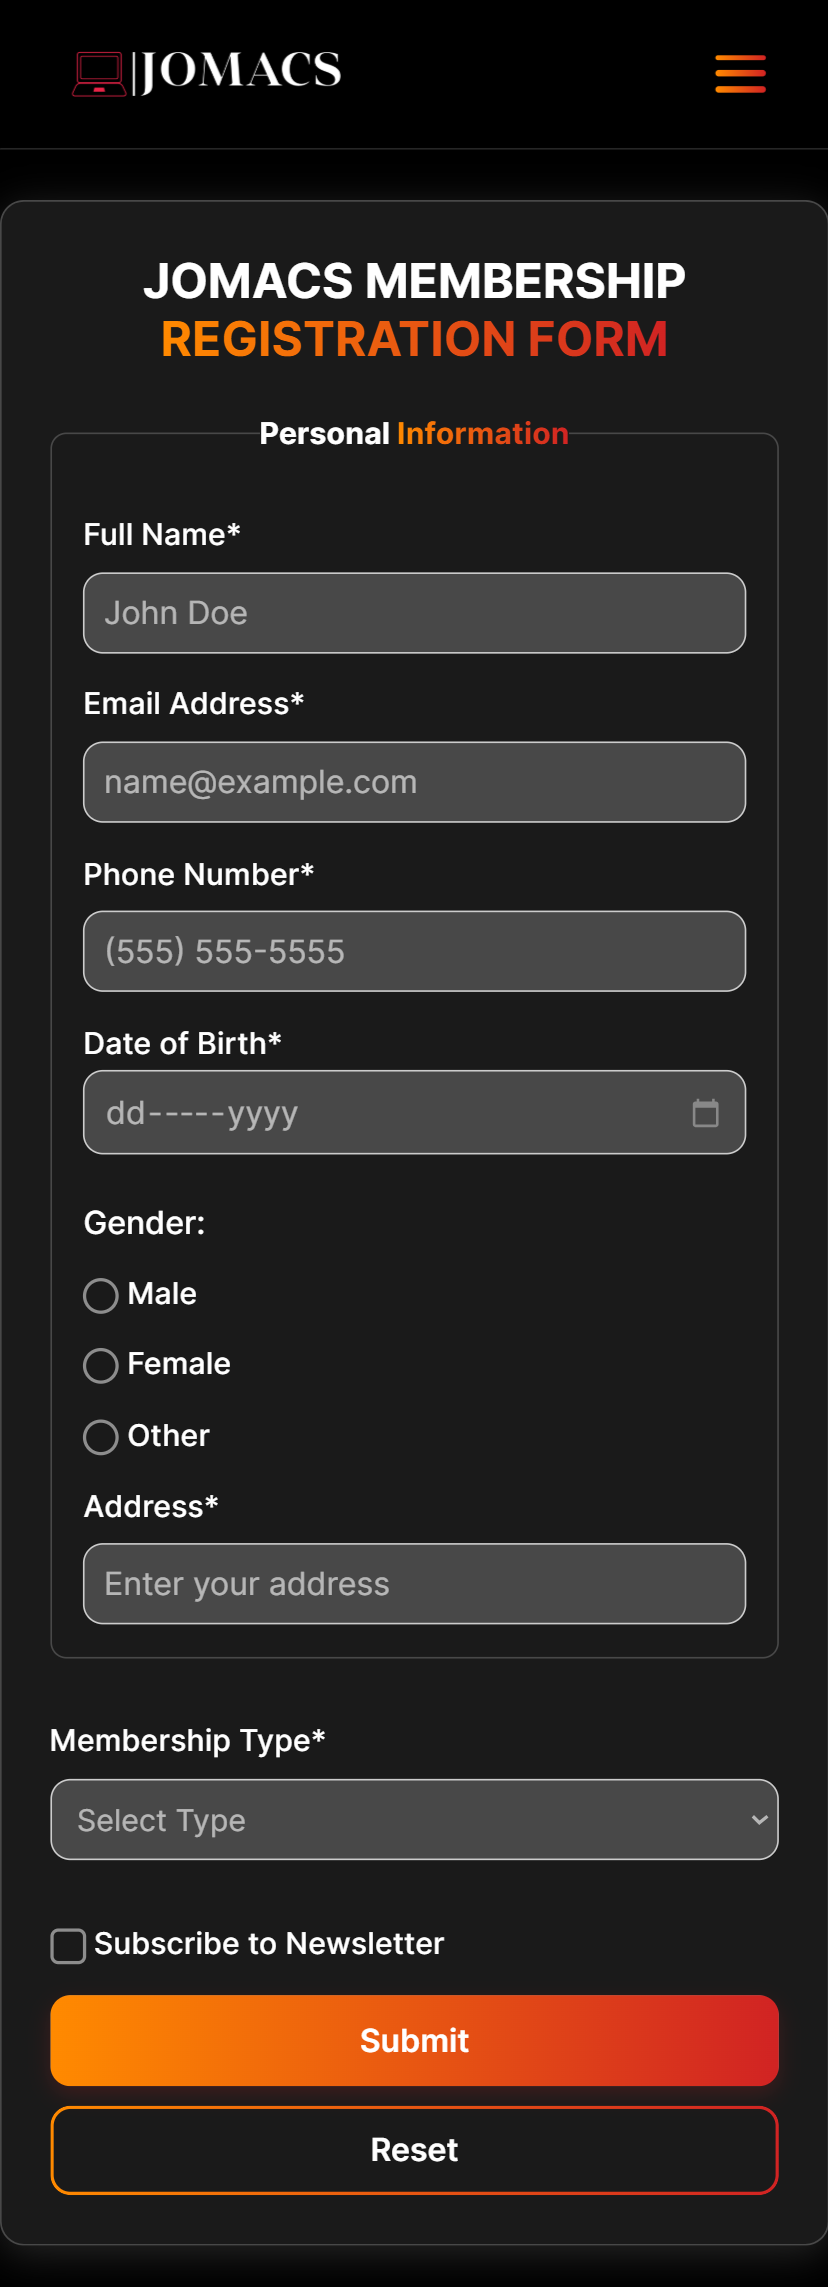 |JOMACS
JOMACS MEMBERSHIP
REGISTRATION FORM
Personal Information
Full Name*
John Doe
Email Address*
name@example.com
Phone Number*
(555) 555-5555
Date of Birth*
dd-----yyyy
Gender:
Male
Female
Other
Address*
Enter your address
Membership Type*
Select Type
Subscribe to Newsletter
Submit
Reset